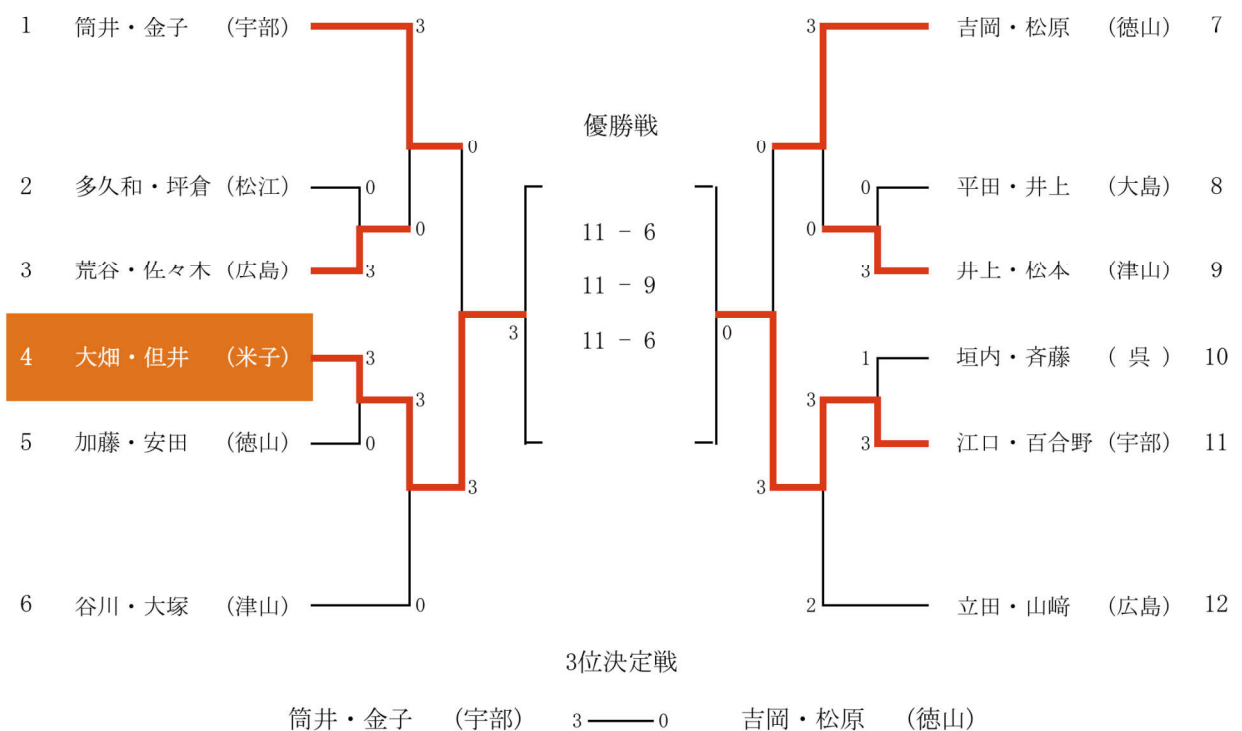 1 筒井・金子 （宇部） 3
3 吉岡・松原 （徳山） 7
優勝戦
0
0
2 多久和・坪倉（松江） 0
0 平田・井上 （大島） 8
0
11 － 6
0
3 荒谷・佐々木（広島） 3
11 － 9
3 井上・松本 （津山） 9
3
11 － 6
0
4 大畑・但井 （米子） 3
1 垣内・斉藤 （ 呉 ） 10
3
3
5 加藤・安田 （徳山） 0
3 江口・百合野（宇部） 11
3
3
6 谷川・大塚 （津山） 0
2 立田・山﨑 （広島） 12
3位決定戦
筒井・金子 （宇部） 3 0 吉岡・松原 （徳山）